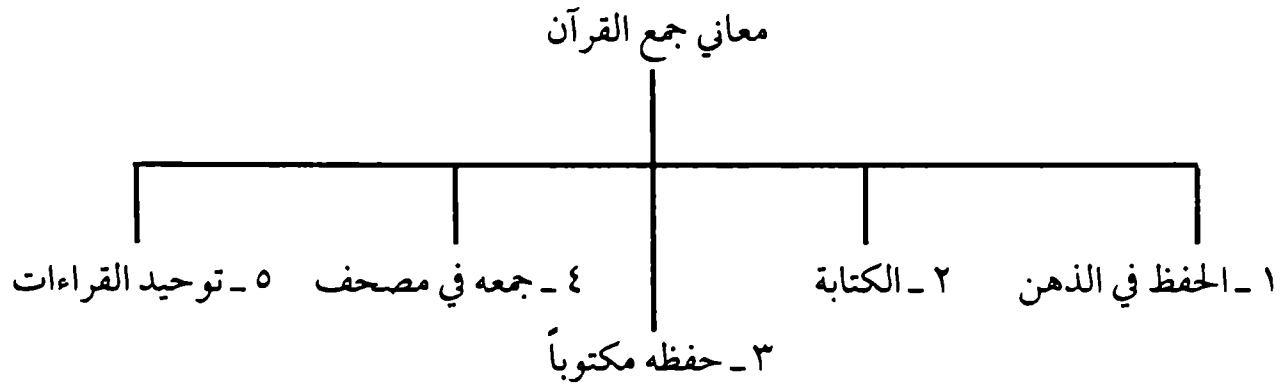 معاني جمع القرآن
١ ـ الحفظ في الذهن
٢ ـ الكتابة
٣ ـ حفظه مكتوباً
٤ ـ جمعه في مصحف
٥ ـ توحيد القراءات